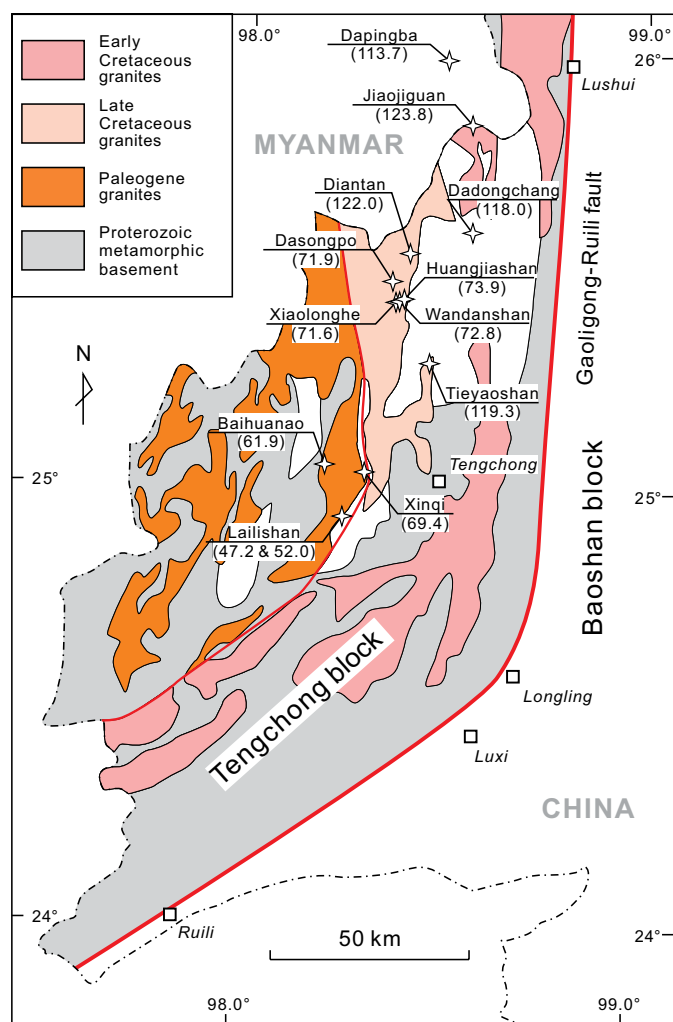 Early
Cretaceous
granites
Late
Cretaceous
granites
Paleogene
granites
Proterozoic
metamorphic
basement
98.0°
99.0°
26°
Dapingba
(113.7)
Lushui
Jiaojiguan
(123.8)
MYANMAR
Diantan
(122.0)
Dadongchang
(118.0)
Gaoligong-Ruili fault
Dasongpo
(71.9)
Huangjiashan
(73.9)
Xiaolonghe
(71.6)
Wandanshan
(72.8)
N
Tieyaoshan
(119.3)
Baihuanao
(61.9)
Tengchong
25°
25°
Xinqi
(69.4)
Baoshan block
Lailishan
(47.2 & 52.0)
Tengchong block
Longling
Luxi
CHINA
24°
24°
Ruili
50 km
98.0°
99.0°